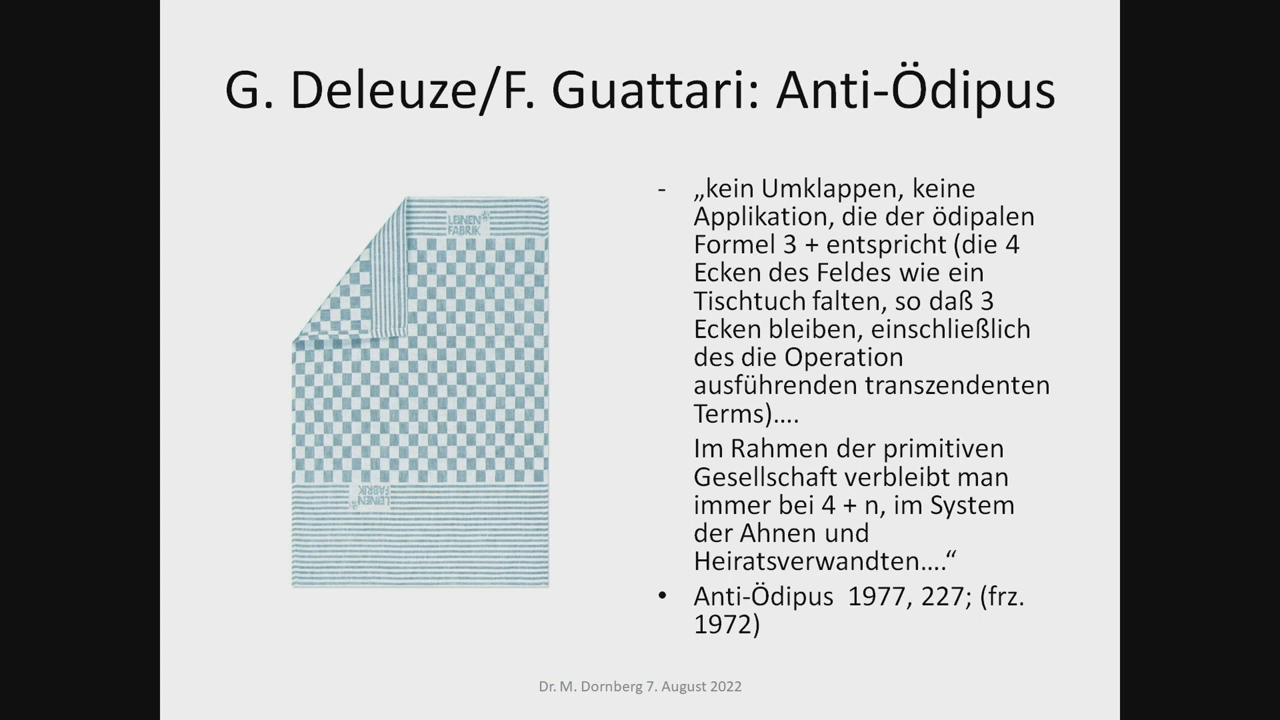 G. Deleuze/F. Guattari: Anti-Ödipus
LEINEN
FABRIK
LEINEN
FABRIK
- „kein Umklappen, keine
Applikation, die der ödipalen
Formel 3 + entspricht (die 4
Ecken des Feldes wie ein
Tischtuch falten, so daß 3
Ecken bleiben, einschließlich
des die Operation
ausführenden transzendenten
Terms)....
Im Rahmen der primitiven
Gesellschaft verbleibt man
immer bei 4 + n, im System
der Ahnen und
Heiratsverwandten....“
• Anti-Ödipus 1977, 227; (frz.
1972)
Dr. M. Dornberg 7. August 2022